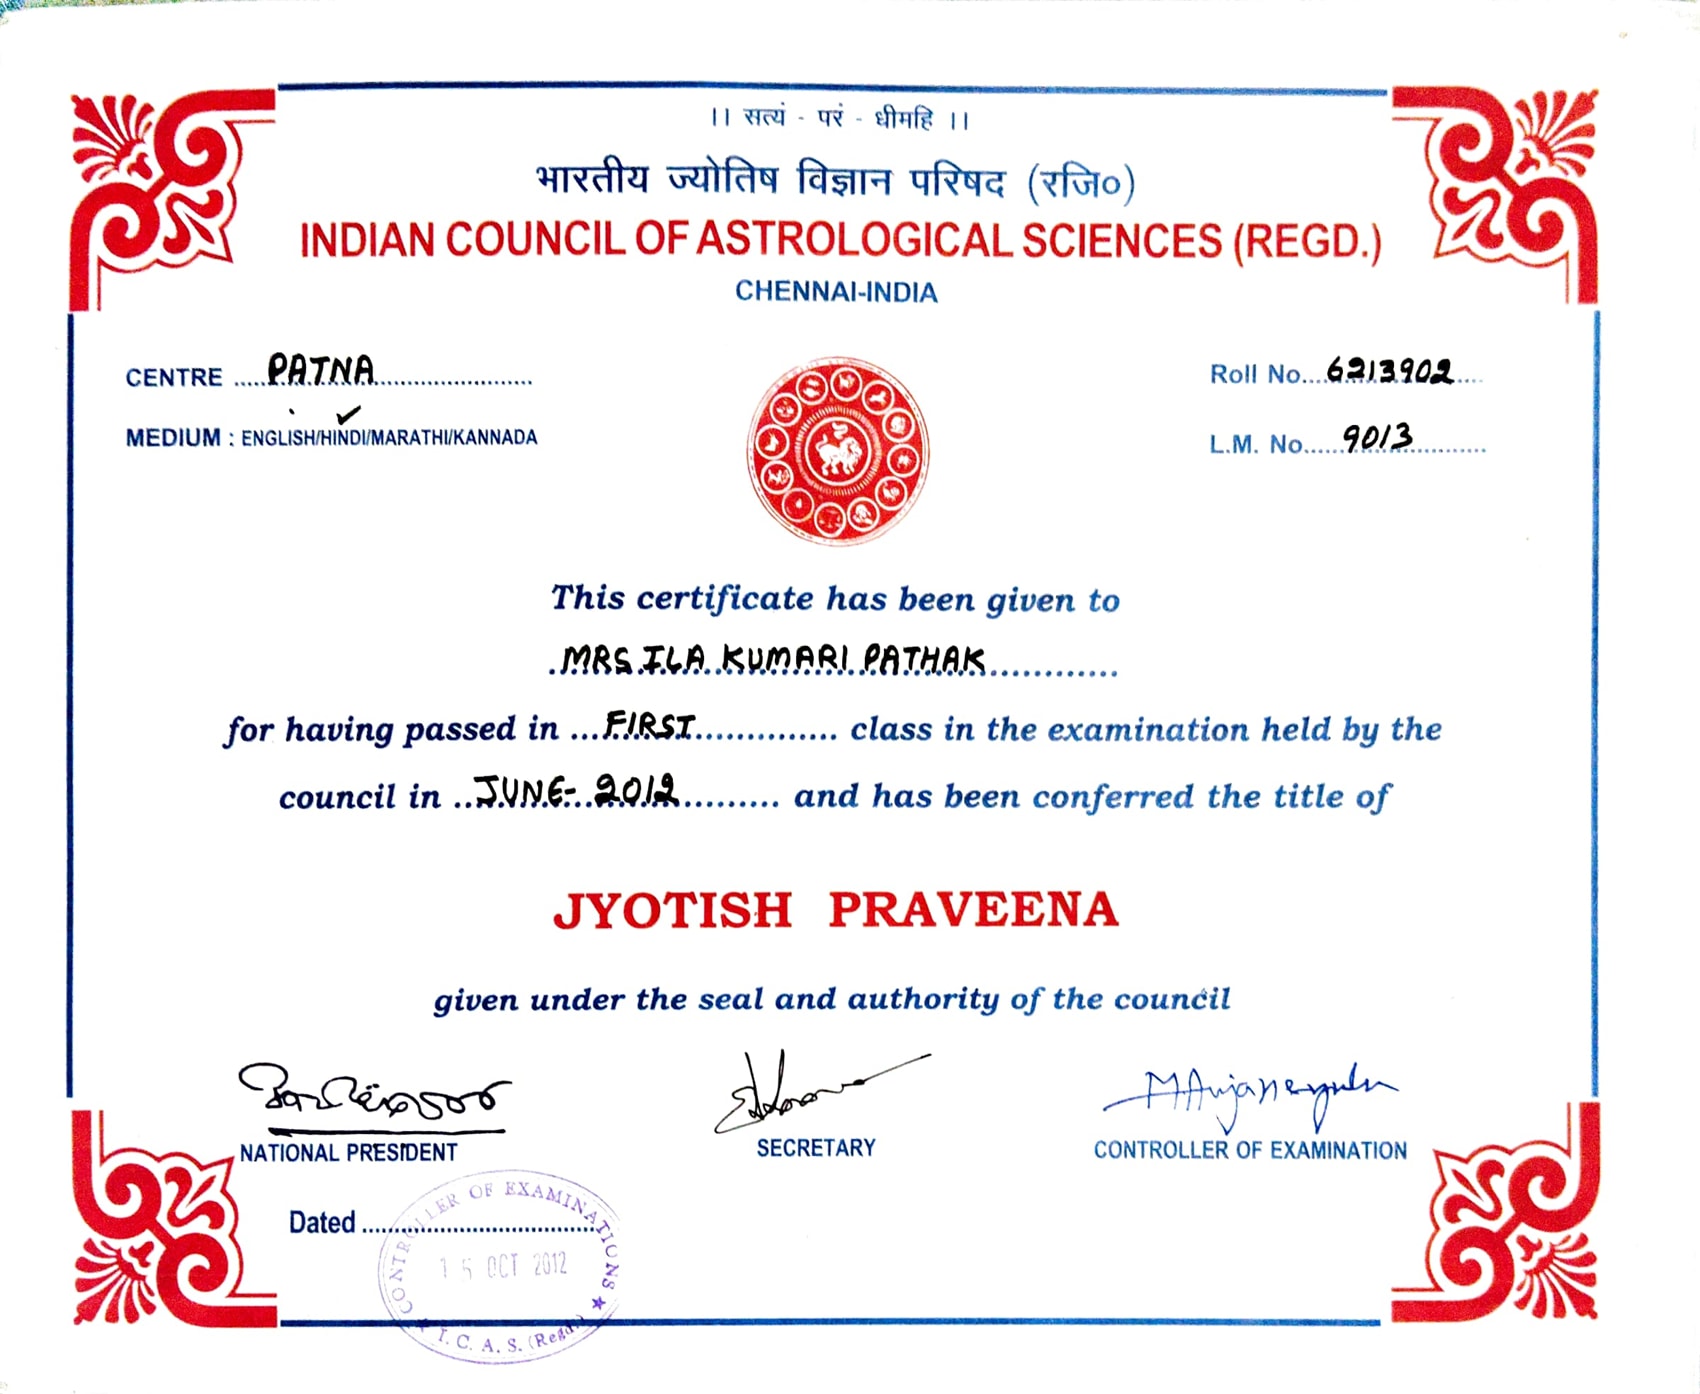 ।। सत्यं - परं - धीमहि ।।
भारतीय ज्योतिष विज्ञान परिषद (रजि०)
INDIAN COUNCIL OF ASTROLOGICAL SCIENCES (REGD.)
CHENNAI-INDIA
CENTRE .....PATNA........................
Roll No....6213902....
MEDIUM : ENGLISH/HINDI/MARATHI/KANNADA
L.M. No......9013............
This certificate has been given to
.MRS ILA KUMARI PATHAK.............
for having passed in ...FIRST.............. class in the examination held by the
council in ..JUNE-2012.......... and has been conferred the title of
JYOTISH PRAVEENA
given under the seal and authority of the council
M Anjaneyulu
NATIONAL PRESIDENT
SECRETARY
CONTROLLER OF EXAMINATION
Dated ....................................
CONTROLLER OF EXAMINATIONS ★
15 OCT 2012
★ I. C. A. S. (Regd.)